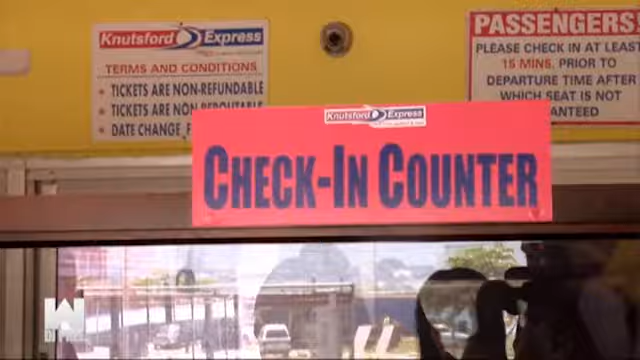 Knutsford Express
TERMS AND CONDITIONS
• TICKETS ARE NON-REFUNDABLE
• TICKETS ARE NON-REROUTABLE
• DATE CHANGE
PASSENGERS!
PLEASE CHECK IN AT LEAST
15 MINS. PRIOR TO
DEPARTURE TIME AFTER
WHICH SEAT IS NOT
ANTEED
Knutsford Express
CHECK-IN COUNTER